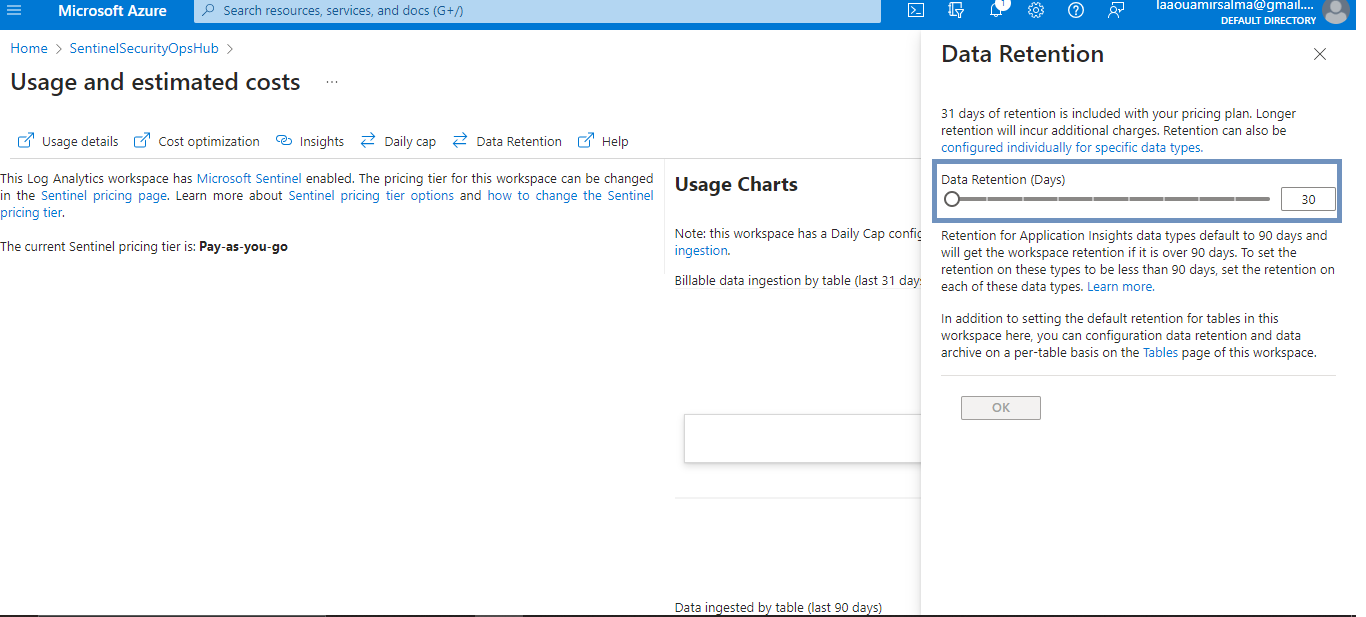 Microsoft Azure
Search resources, services, and docs (G+/)
1
laaouamirsalma@gmail....
DEFAULT DIRECTORY
Home > SentinelSecurityOpsHub >
Usage and estimated costs ...
Usage details
Cost optimization
Insights
Daily cap
Data Retention
Help
This Log Analytics workspace has Microsoft Sentinel enabled. The pricing tier for this workspace can be changed
in the Sentinel pricing page. Learn more about Sentinel pricing tier options and how to change the Sentinel
pricing tier.
The current Sentinel pricing tier is: Pay-as-you-go
Usage Charts
Note: this workspace has a Daily Cap config
ingestion.
Billable data ingestion by table (last 31 days
Data ingested by table (last 90 days)
Data Retention
31 days of retention is included with your pricing plan. Longer
retention will incur additional charges. Retention can also be
configured individually for specific data types.
Data Retention (Days)
30
Retention for Application Insights data types default to 90 days and
will get the workspace retention if it is over 90 days. To set the
retention on these types to be less than 90 days, set the retention on
each of these data types. Learn more.
In addition to setting the default retention for tables in this
workspace here, you can configuration data retention and data
archive on a per-table basis on the Tables page of this workspace.
OK